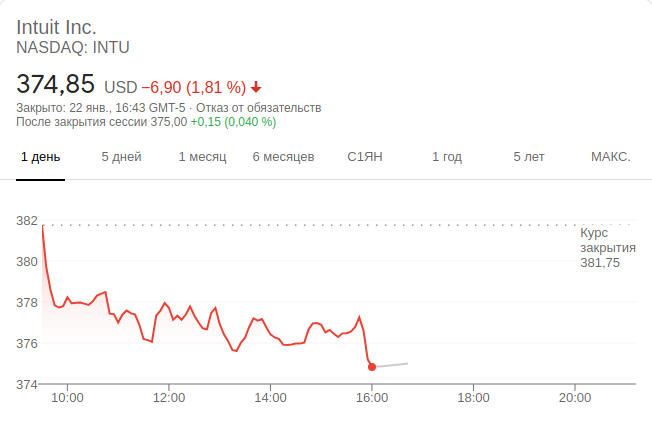 Intuit Inc.
NASDAQ: INTU
374,85 USD −6,90 (1,81 %)
Закрыто: 22 янв., 16:43 GMT-5 · Отказ от обязательств
После закрытия сессии 375,00 +0,15 (0,040 %)
1 день 5 дней 1 месяц 6 месяцев С1ЯН 1 год 5 лет МАКС.
382
Курс
закрытия
381,75
380
378
376
374
10:00 12:00 14:00 16:00 18:00 20:00